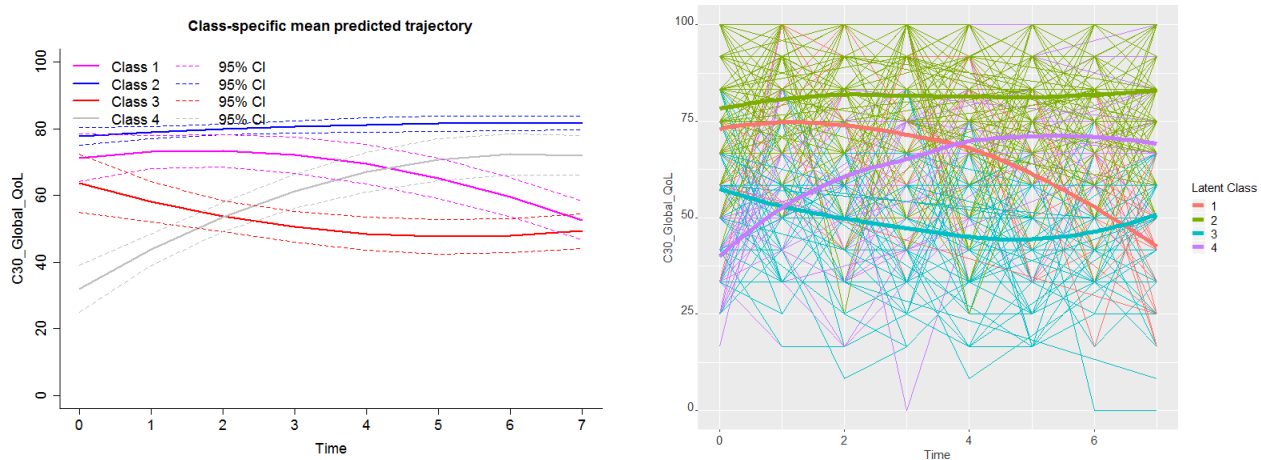 Class-specific mean predicted trajectory
C30_Global_QoL
100
80
60
40
20
0
Class 1 95% CI
Class 2 95% CI
Class 3 95% CI
Class 4 95% CI
0 1 2 3 4 5 6 7
Time
C30_Global_QoL
100
75
50
25
0
0 2 4 6
Time
Latent Class
1
2
3
4